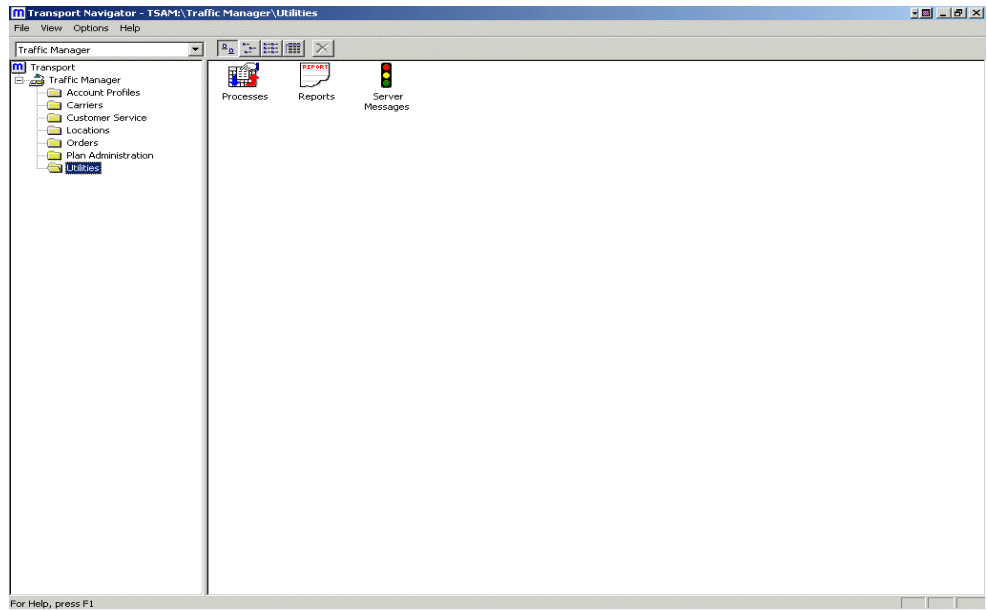 Transport Navigator - TSAM:\Traffic Manager\Utilities
File View Options Help
Traffic Manager
Transport
Traffic Manager
Account Profiles
Carriers
Customer Service
Locations
Orders
Plan Administration
Utilities
Processes
REPORT
Reports
Server
Messages
For Help, press F1